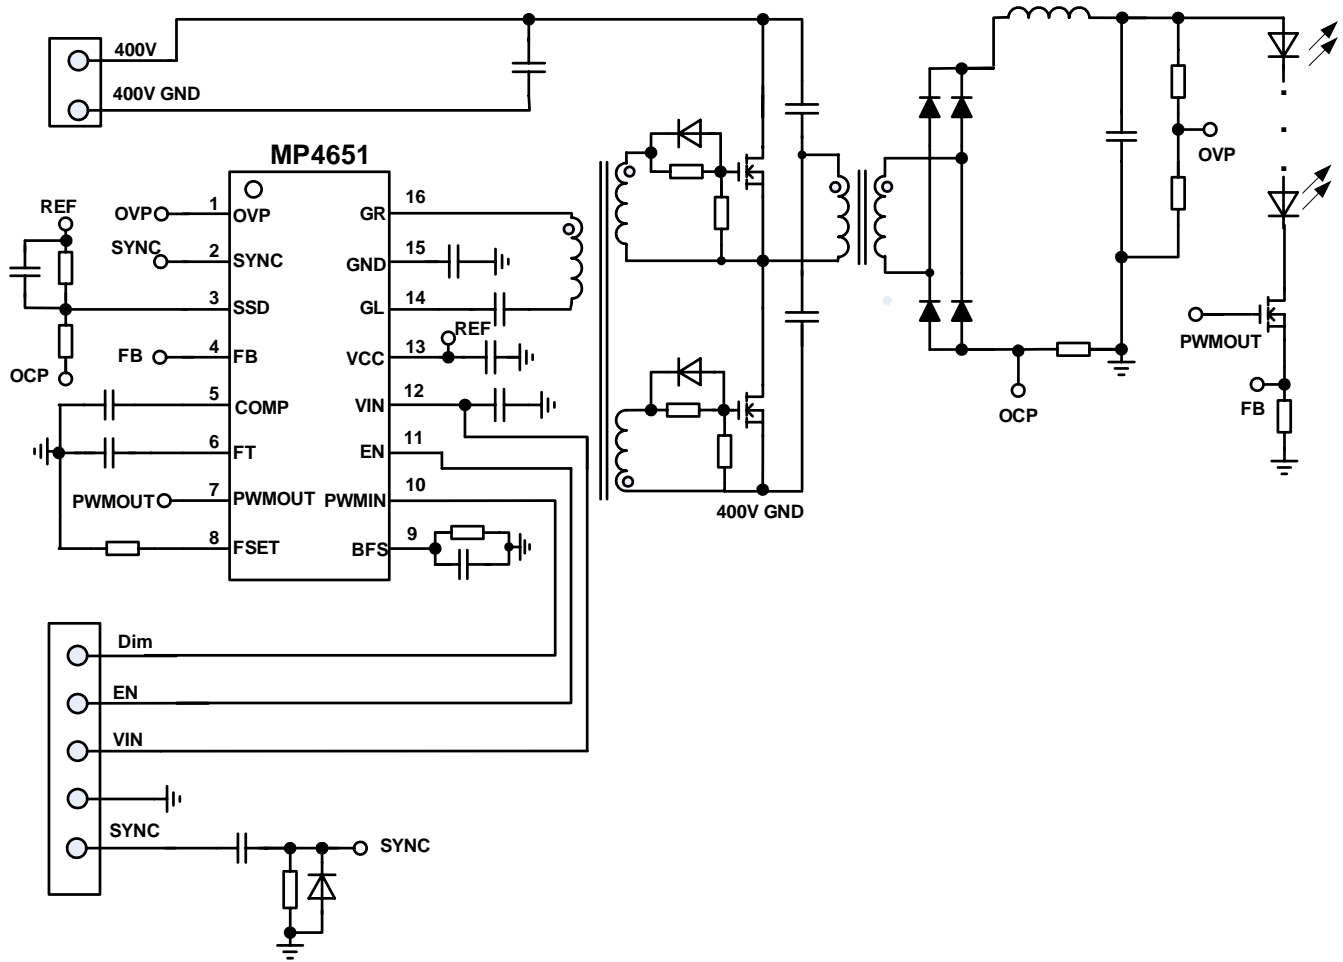 400V
400V GND
MP4651
REF
OVP
SYNC
OCP
FB
PWMOUT
1 OVP
2 SYNC
3 SSD
4 FB
5 COMP
6 FT
7 PWMOUT
8 FSET
GR 16
GND 15
GL 14
VCC 13
VIN 12
EN 11
PWMIN 10
BFS 9
REF
400V GND
OVP
OCP
PWMOUT
FB
Dim
EN
VIN
SYNC
SYNC